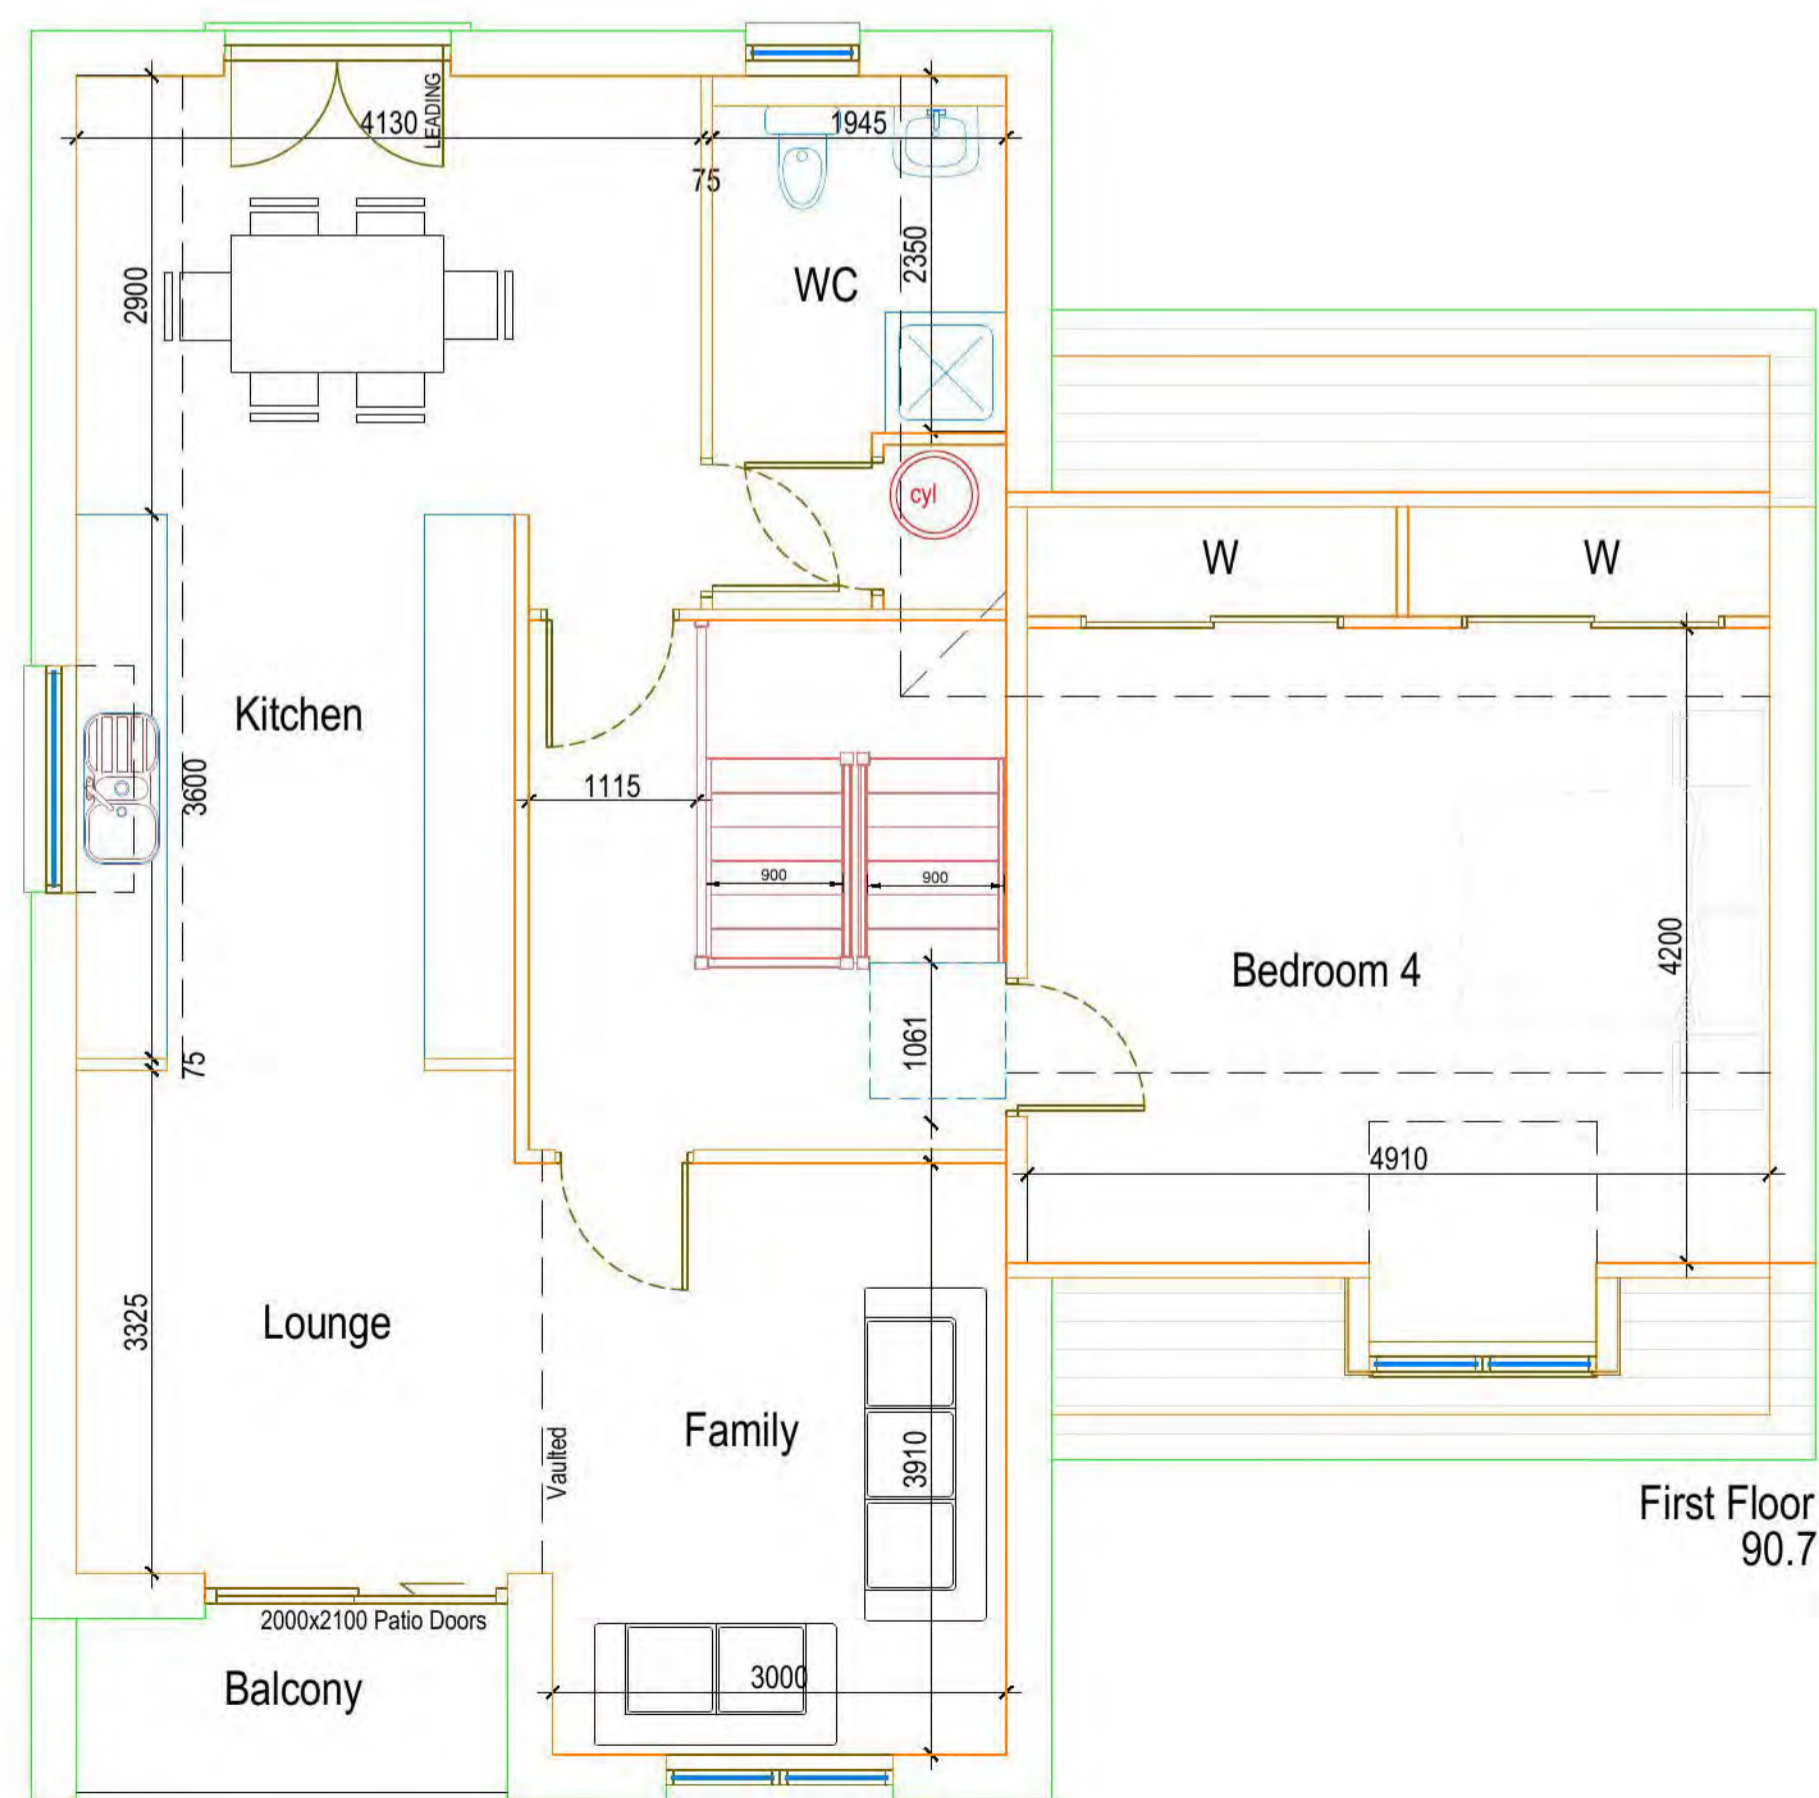 LEADING
4130
1945
75
2900
WC
2350
cyl
W
W
Kitchen
3600
1115
900
900
Bedroom 4
4200
1061
75
4910
Lounge
3325
Family
Vaulted
3910
First Floor
90.7
2000x2100 Patio Doors
Balcony
3000